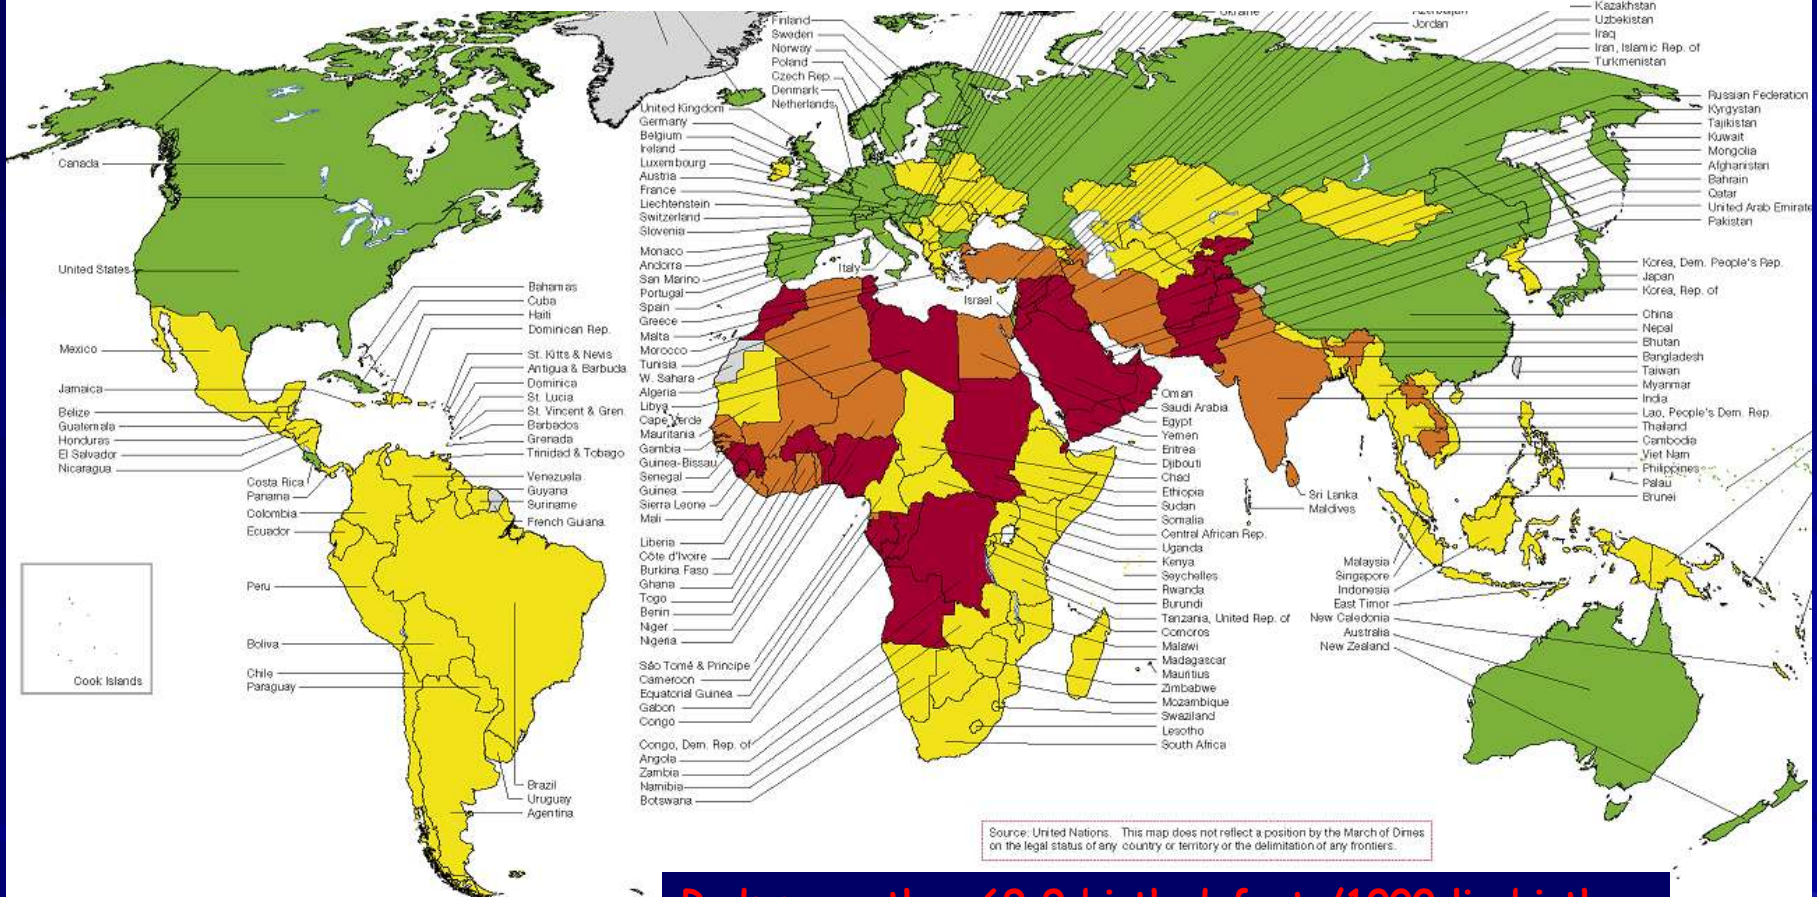 Canada
United States
Mexico
Jamaica
Belize
Guatemala
Honduras
El Salvador
Nicaragua
Costa Rica
Panama
Colombia
Ecuador
Peru
Boliva
Chile
Paraguay
Cook Islands
Bahamas
Cuba
Haiti
Dominican Rep.
St. Kitts & Nevis
Antigua & Barbuda
Dominica
St. Lucia
St. Vincent & Gren.
Barbados
Grenada
Trinidad & Tobago
Venezuela
Guyana
Suriname
French Guiana
Brazil
Uruguay
Agentina
Finland
Sweden
Norway
Poland
Czech Rep.
Denmark
Netherlands
United Kingdom
Germany
Belgium
Ireland
Luxembourg
Austria
France
Liechtenstein
Switzerland
Slovenia
Monaco
Andorra
San Marino
Portugal
Spain
Greece
Malta
Morocco
Tunisia
W. Sahara
Algeria
Libya
Cape Verde
Mauritania
Gambia
Guinea-Bissau
Senegal
Guinea
Sierra Leone
Mali
Liberia
Côte d'Ivoire
Burkina Faso
Ghana
Togo
Benin
Niger
Nigeria
São Tomé & Principe
Cameroon
Equatorial Guinea
Gabon
Congo
Congo, Dem. Rep. of
Angola
Zambia
Namibia
Botswana
Italy
Israel
Ukraine
Azerbaijan
Jordan
Kazakhstan
Uzbekistan
Iraq
Iran, Islamic Rep. of
Turkmenistan
Russian Federation
Kyrgystan
Tajikistan
Kuwait
Mongolia
Afghanistan
Bahrain
Qatar
United Arab Emirate
Pakistan
Korea, Dem. People's Rep.
Japan
Korea, Rep. of
China
Nepal
Bhutan
Bangladesh
Taiwan
Myanmar
India
Lao, People's Dem. Rep.
Thailand
Cambodia
Viet Nam
Philippines
Palau
Brunei
Sri Lanka
Maldives
Oman
Saudi Arabia
Egypt
Yemen
Eritrea
Djibouti
Chad
Ethiopia
Sudan
Somalia
Central African Rep.
Uganda
Kenya
Seychelles
Rwanda
Burundi
Tanzania, United Rep. of
Comoros
Malawi
Madagascar
Mauritius
Zimbabwe
Mozambique
Swaziland
Lesotho
South Africa
Malaysia
Singapore
Indonesia
East Timor
New Caledonia
Australia
New Zealand
Source: United Nations. This map does not reflect a position by the March of Dimes
on the legal status of any country or territory or the delimitation of any frontiers.